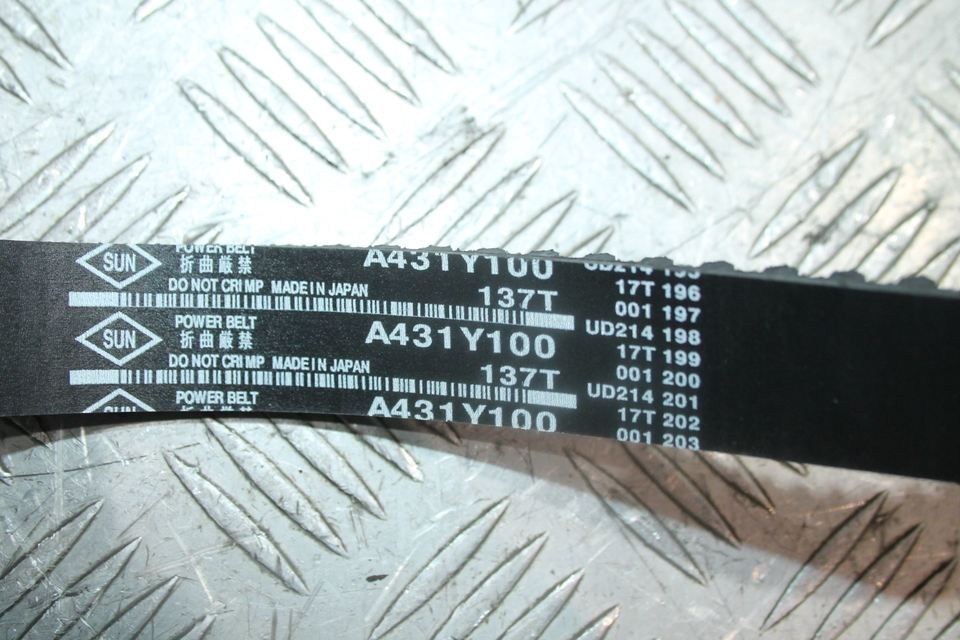 SUN
POWER BELT
折曲厳禁
DO NOT CRIMP MADE IN JAPAN
A431Y100
137T
17T 196
001 197
SUN
POWER BELT
折曲厳禁
DO NOT CRIMP MADE IN JAPAN
A431Y100
137T
UD214 198
17T 199
001 200
SUN
POWER BELT
A431Y100
UD214 201
17T 202
001 203